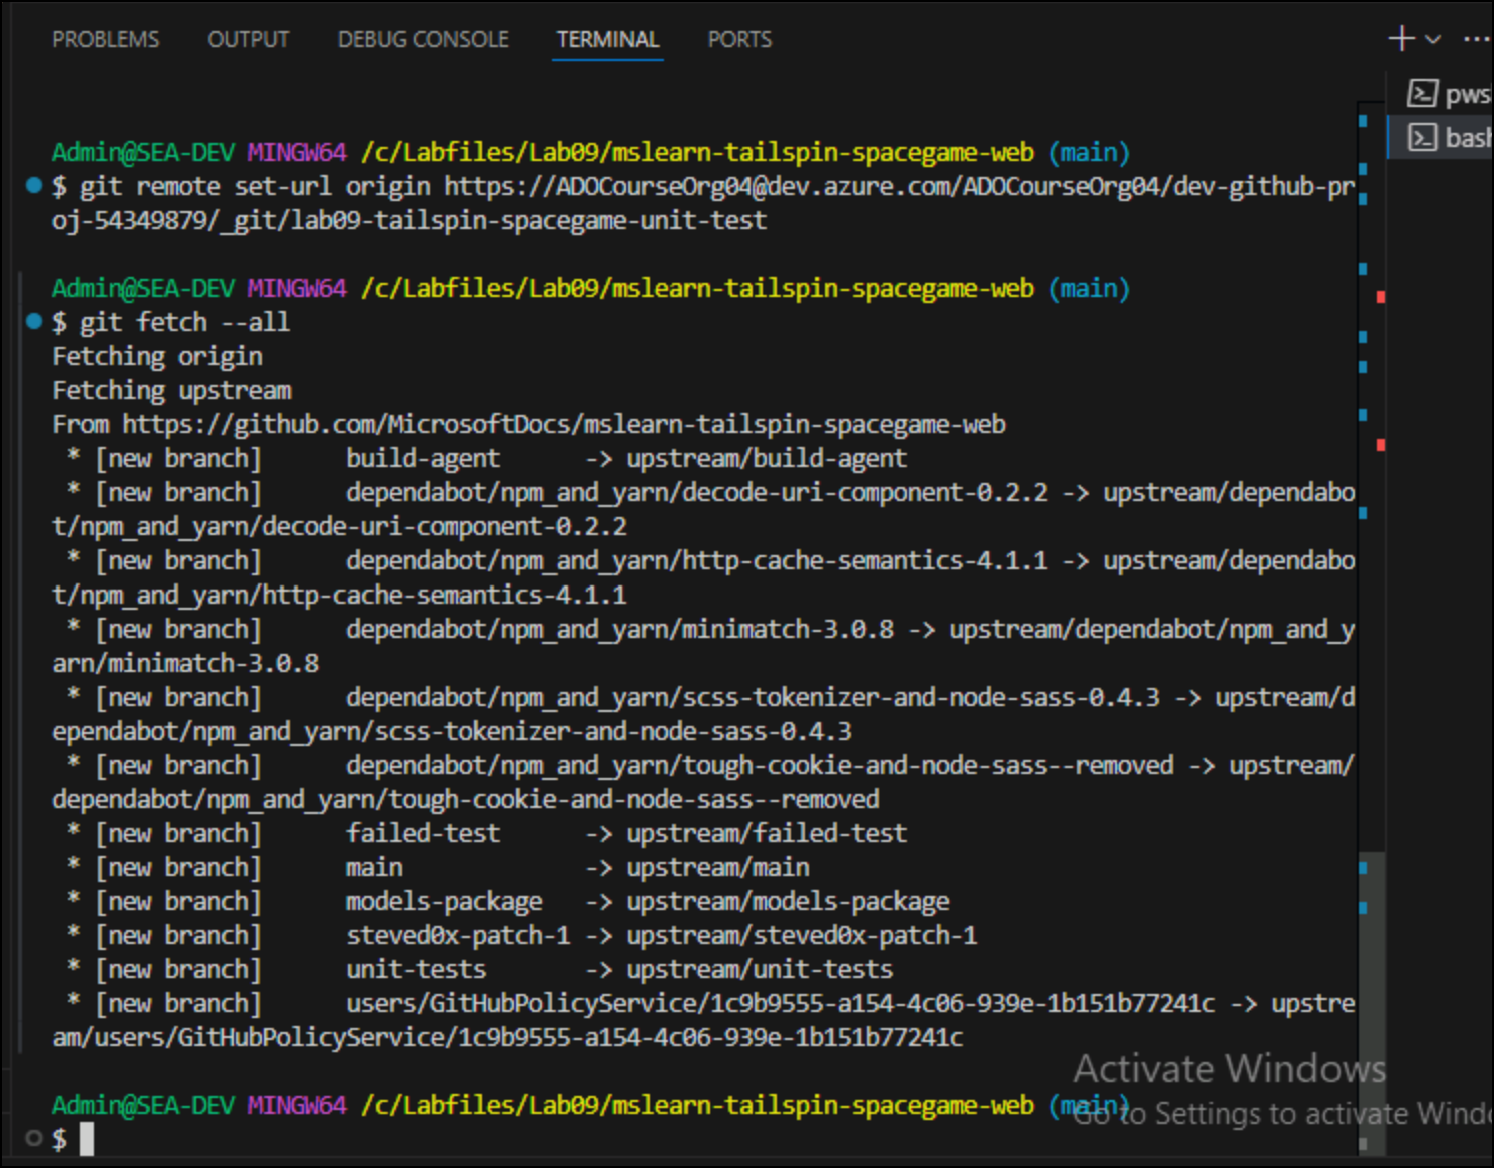 PROBLEMS OUTPUT DEBUG CONSOLE TERMINAL PORTS
Admin@SEA-DEV MINGW64 /c/Labfiles/Lab09/mslearn-tailspin-spacegame-web (main)
$ git remote set-url origin https://ADOCourseOrg04@dev.azure.com/ADOCourseOrg04/dev-github-pr
oj-54349879/_git/lab09-tailspin-spacegame-unit-test
Admin@SEA-DEV MINGW64 /c/Labfiles/Lab09/mslearn-tailspin-spacegame-web (main)
$ git fetch --all
Fetching origin
Fetching upstream
From https://github.com/MicrosoftDocs/mslearn-tailspin-spacegame-web
* [new branch] build-agent -> upstream/build-agent
* [new branch] dependabot/npm_and_yarn/decode-uri-component-0.2.2 -> upstream/dependabo
t/npm_and_yarn/decode-uri-component-0.2.2
* [new branch] dependabot/npm_and_yarn/http-cache-semantics-4.1.1 -> upstream/dependabo
t/npm_and_yarn/http-cache-semantics-4.1.1
* [new branch] dependabot/npm_and_yarn/minimatch-3.0.8 -> upstream/dependabot/npm_and_y
arn/minimatch-3.0.8
* [new branch] dependabot/npm_and_yarn/scss-tokenizer-and-node-sass-0.4.3 -> upstream/d
ependabot/npm_and_yarn/scss-tokenizer-and-node-sass-0.4.3
* [new branch] dependabot/npm_and_yarn/tough-cookie-and-node-sass--removed -> upstream/
dependabot/npm_and_yarn/tough-cookie-and-node-sass--removed
* [new branch] failed-test -> upstream/failed-test
* [new branch] main -> upstream/main
* [new branch] models-package -> upstream/models-package
* [new branch] steved0x-patch-1 -> upstream/steved0x-patch-1
* [new branch] unit-tests -> upstream/unit-tests
* [new branch] users/GitHubPolicyService/1c9b9555-a154-4c06-939e-1b151b77241c -> upstre
am/users/GitHubPolicyService/1c9b9555-a154-4c06-939e-1b151b77241c
Admin@SEA-DEV MINGW64 /c/Labfiles/Lab09/mslearn-tailspin-spacegame-web (main)
$
pws
bash
Activate Windows
Go to Settings to activate Windo